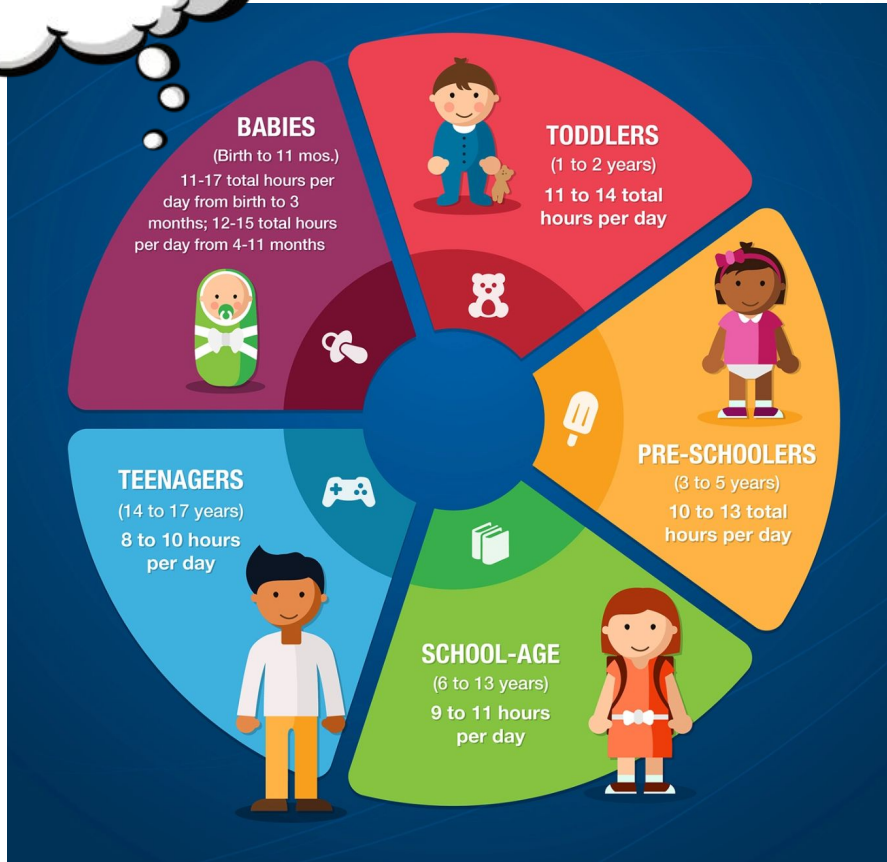 BABIES
(Birth to 11 mos.)
11-17 total hours per
day from birth to 3
months; 12-15 total hours
per day from 4-11 months
TODDLERS
(1 to 2 years)
11 to 14 total
hours per day
PRE-SCHOOLERS
(3 to 5 years)
10 to 13 total
hours per day
SCHOOL-AGE
(6 to 13 years)
9 to 11 hours
per day
TEENAGERS
(14 to 17 years)
8 to 10 hours
per day